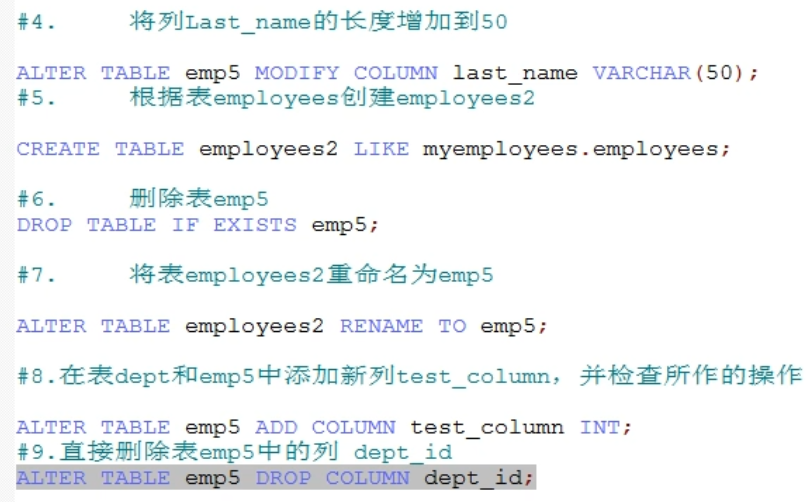 #4. 将列Last_name的长度增加到50
ALTER TABLE emp5 MODIFY COLUMN last_name VARCHAR(50);
#5. 根据表employees创建employees2
CREATE TABLE employees2 LIKE myemployees.employees;
#6. 删除表emp5
DROP TABLE IF EXISTS emp5;
#7. 将表employees2重命名为emp5
ALTER TABLE employees2 RENAME TO emp5;
#8.在表dept和emp5中添加新列test_column，并检查所作的操作
ALTER TABLE emp5 ADD COLUMN test_column INT;
#9.直接删除表emp5中的列 dept_id
ALTER TABLE emp5 DROP COLUMN dept_id;